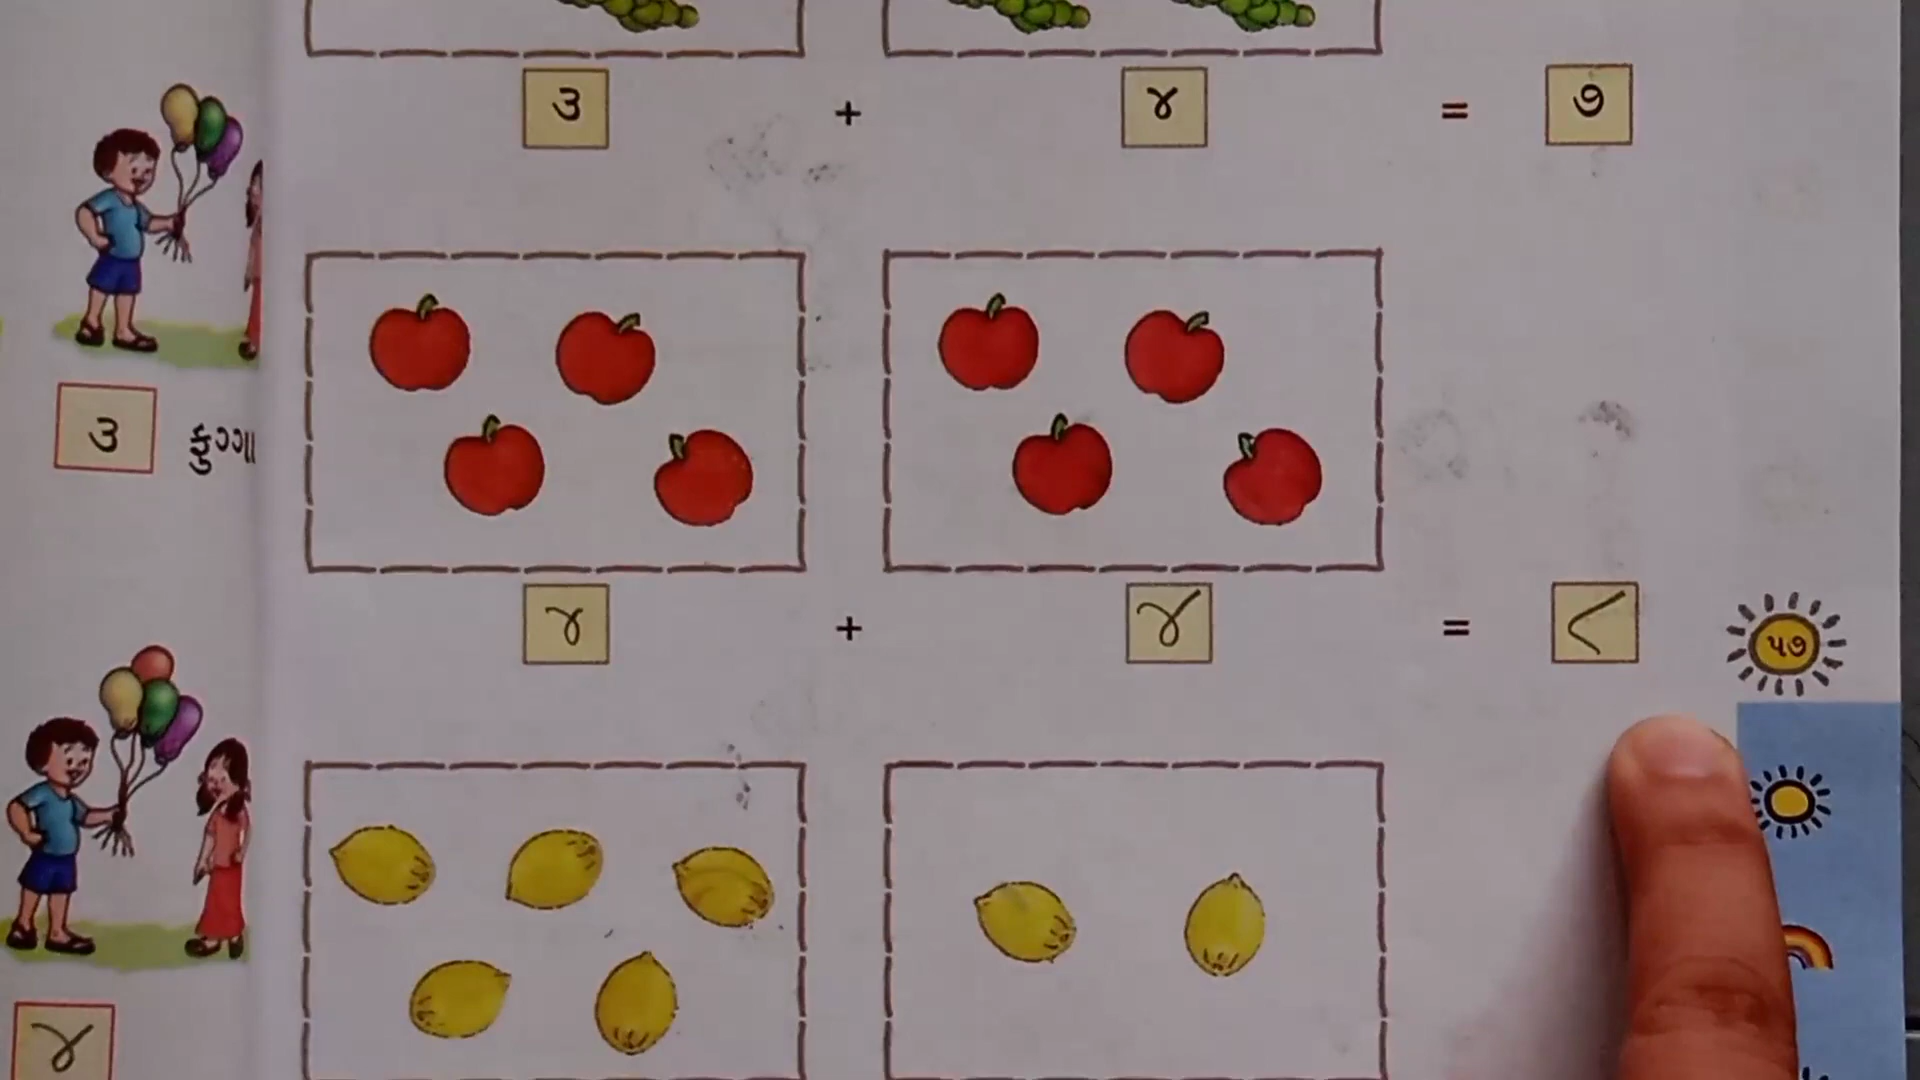 ૩ + ૪ = ૭
૩ ફુગ્ગા
૪ + ૪ = ૮
૫૭
૪